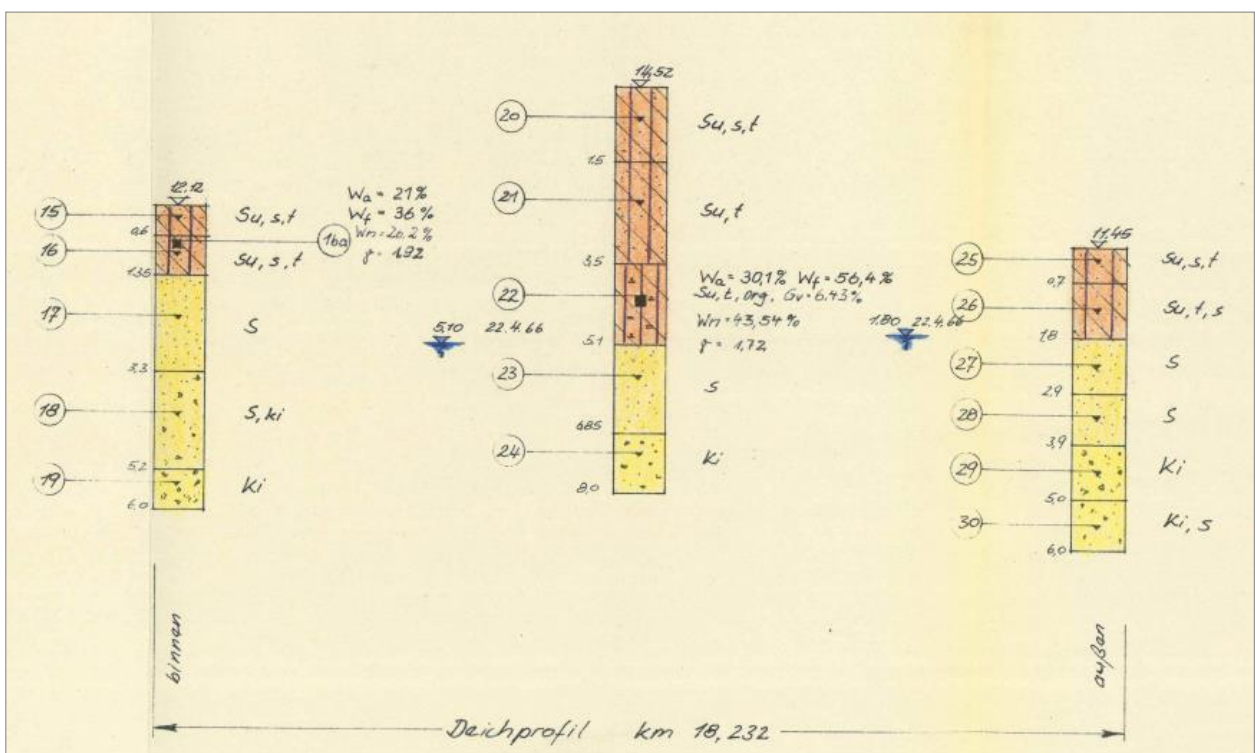 12,12
15
Su, s, t
0,6
16
Su, s, t
1,35
16a
Wa = 21%
Wf = 36%
Wn = 20,2%
γ = 1,92
17
S
3,3
18
S, ki
5,2
19
Ki
6,0
14,52
20
Su, s, t
1,5
21
Su, t
3,5
22
Wa = 30,1% Wf = 56,4%
Su, t, org, Gv = 6,43%
Wn = 43,54%
γ = 1,72
5,10 22.4.66
5,1
23
S
6,85
24
Ki
8,0
11,45
25
Su, s, t
0,7
26
Su, t, s
1,80 22.4.66
1,8
27
S
2,9
28
S
3,9
29
Ki
5,0
30
Ki, s
6,0
binnen
außen
Deichprofil km 18,232